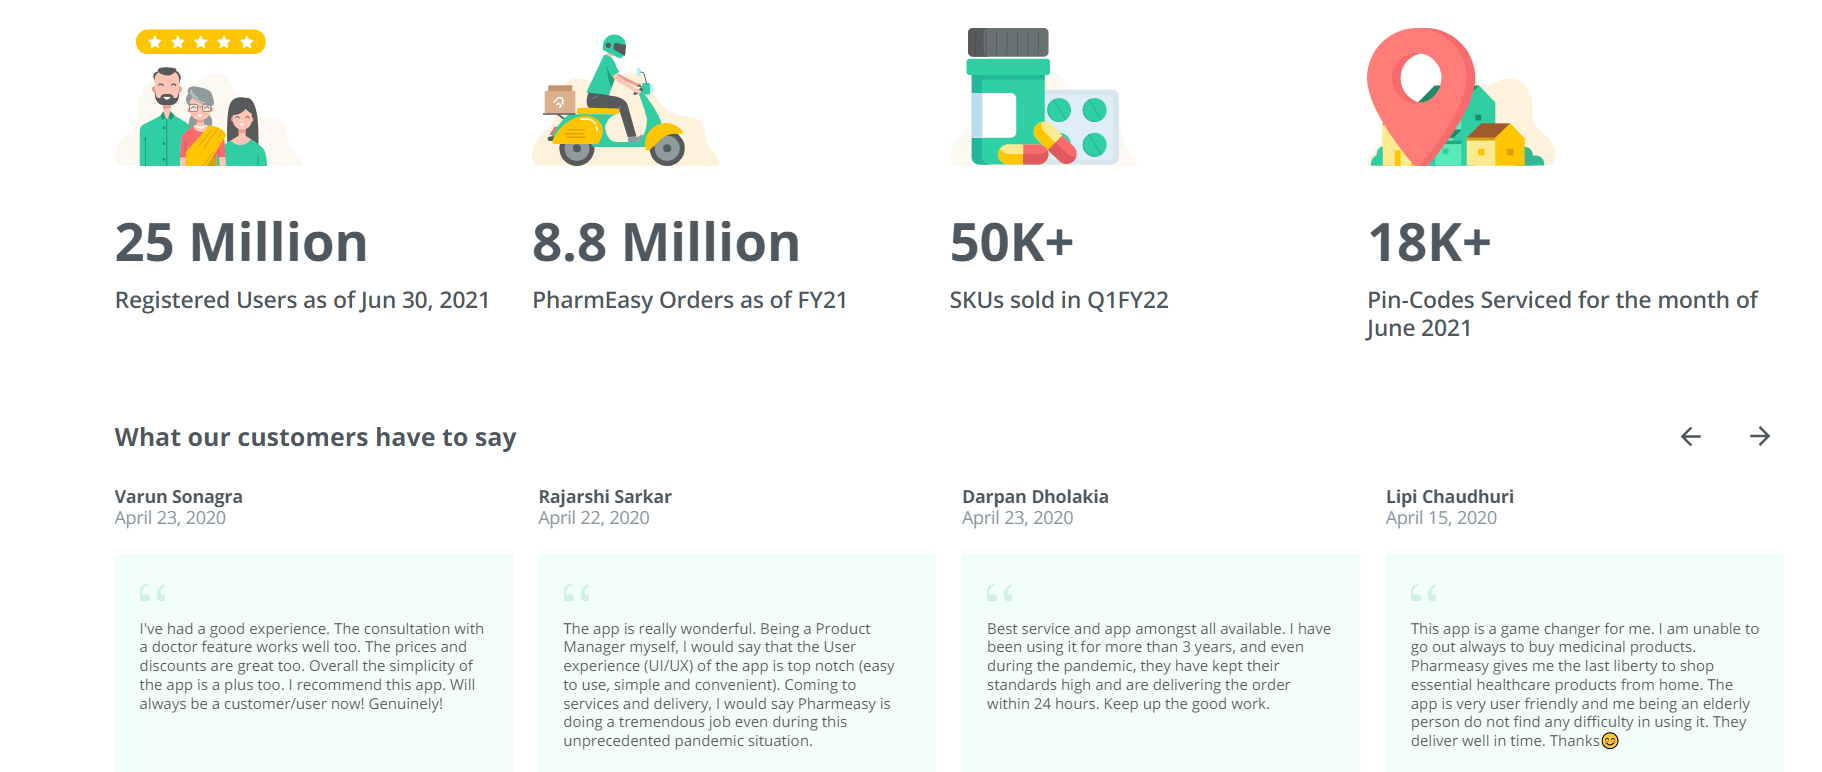 25 Million
Registered Users as of Jun 30, 2021
8.8 Million
PharmEasy Orders as of FY21
50K+
SKUs sold in Q1FY22
18K+
Pin-Codes Serviced for the month of
June 2021
What our customers have to say
Varun Sonagra
April 23, 2020
I've had a good experience. The consultation with
a doctor feature works well too. The prices and
discounts are great too. Overall the simplicity of
the app is a plus too. I recommend this app. Will
always be a customer/user now! Genuinely!
Rajarshi Sarkar
April 22, 2020
The app is really wonderful. Being a Product
Manager myself, I would say that the User
experience (UI/UX) of the app is top notch (easy
to use, simple and convenient). Coming to
services and delivery, I would say Pharmeasy is
doing a tremendous job even during this
unprecedented pandemic situation.
Darpan Dholakia
April 23, 2020
Best service and app amongst all available. I have
been using it for more than 3 years, and even
during the pandemic, they have kept their
standards high and are delivering the order
within 24 hours. Keep up the good work.
Lipi Chaudhuri
April 15, 2020
This app is a game changer for me. I am unable to
go out always to buy medicinal products.
Pharmeasy gives me the last liberty to shop
essential healthcare products from home. The
app is very user friendly and me being an elderly
person do not find any difficulty in using it. They
deliver well in time. Thanks😊